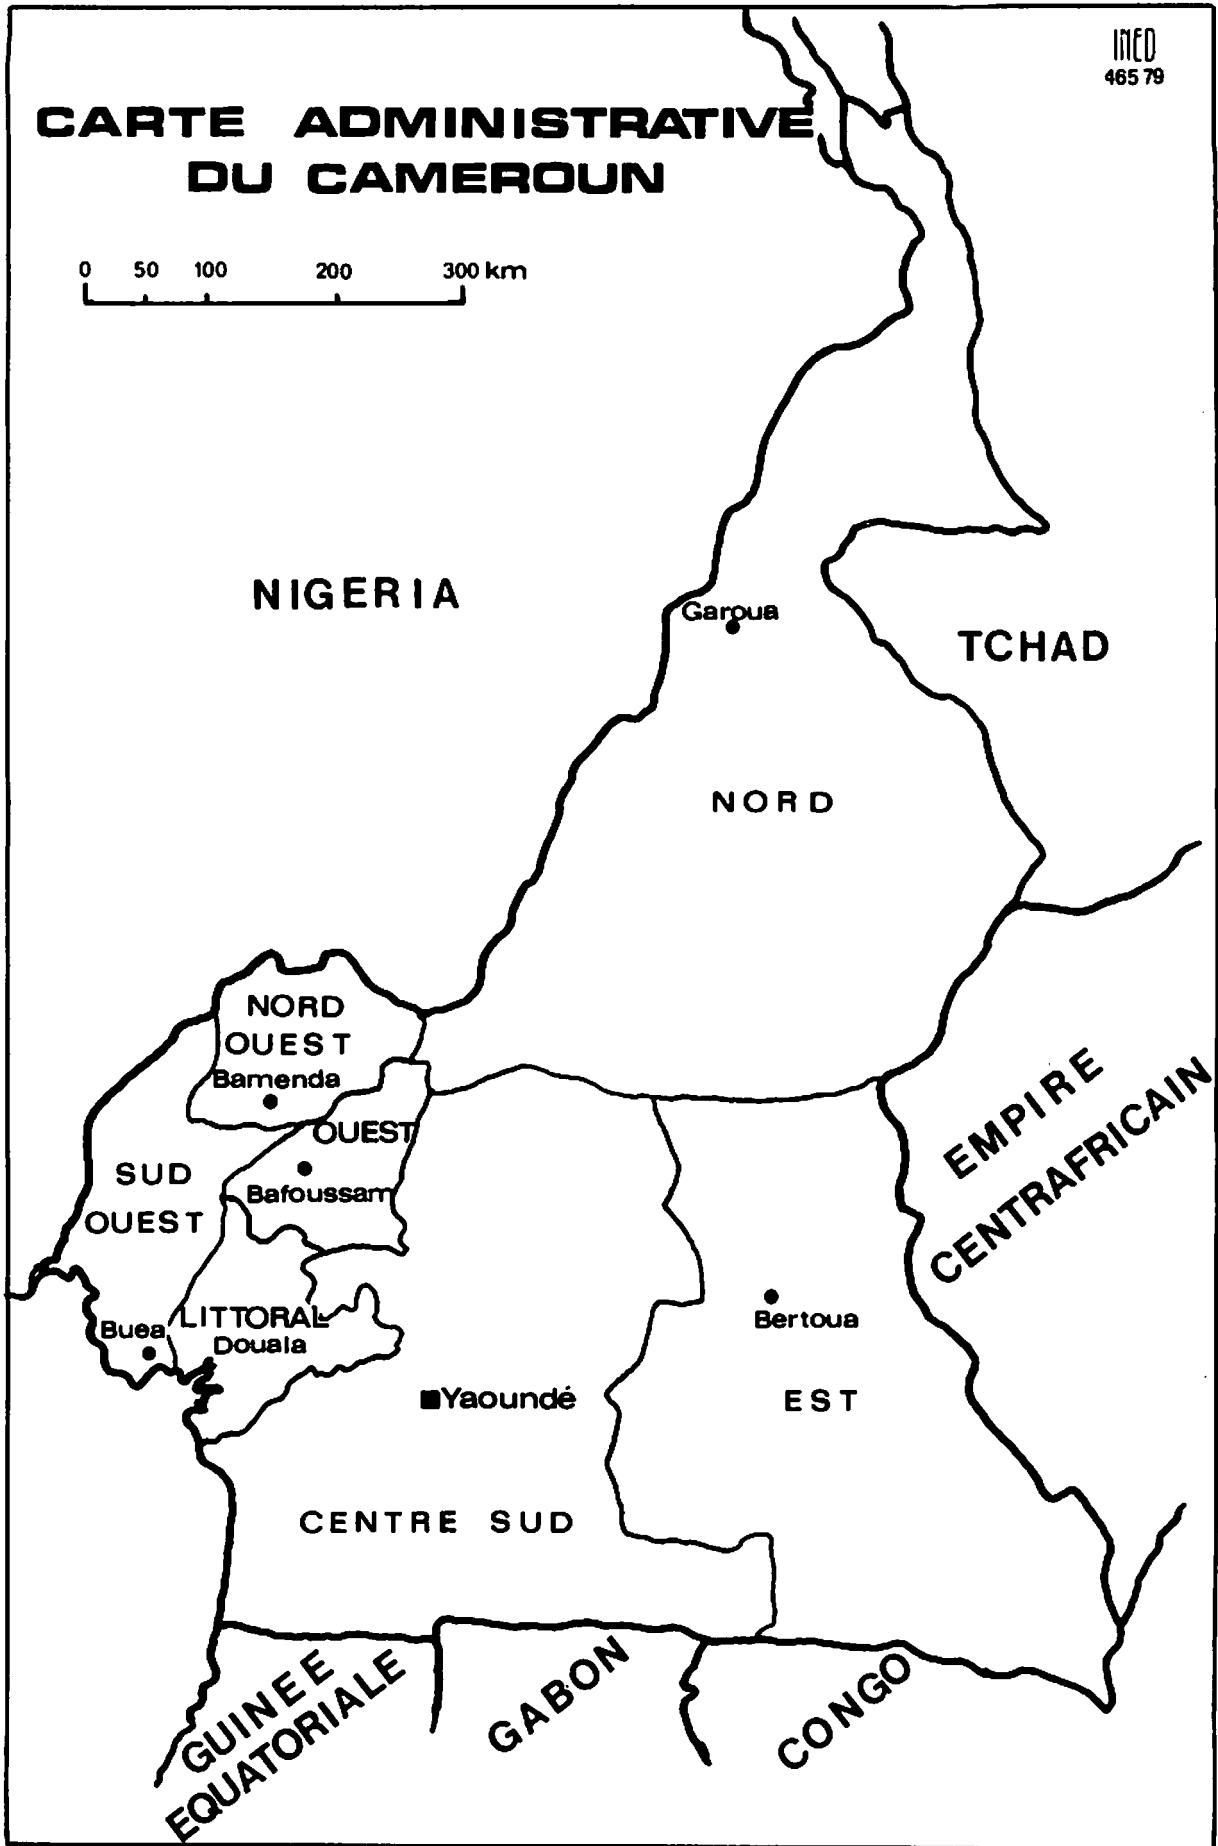 INED
465 79
CARTE ADMINISTRATIVE
DU CAMEROUN
0 50 100 200 300 km
NIGERIA
Garoua
TCHAD
NORD
NORD
OUEST
Bamenda
OUEST
Bafoussam
SUD
OUEST
EMPIRE
CENTRAFRICAIN
Buea
LITTORAL
Douala
Bertoua
Yaoundé
EST
CENTRE SUD
GUINEE
EQUATORIALE
GABON
CONGO